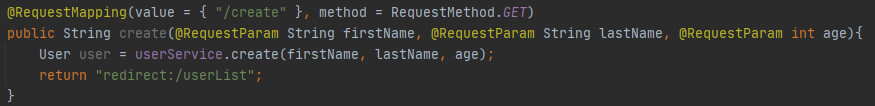 @RequestMapping(value = { "/create" }, method = RequestMethod.GET)
public String create(@RequestParam String firstName, @RequestParam String lastName, @RequestParam int age){
    User user = userService.create(firstName, lastName, age);
    return "redirect:/userList";
}